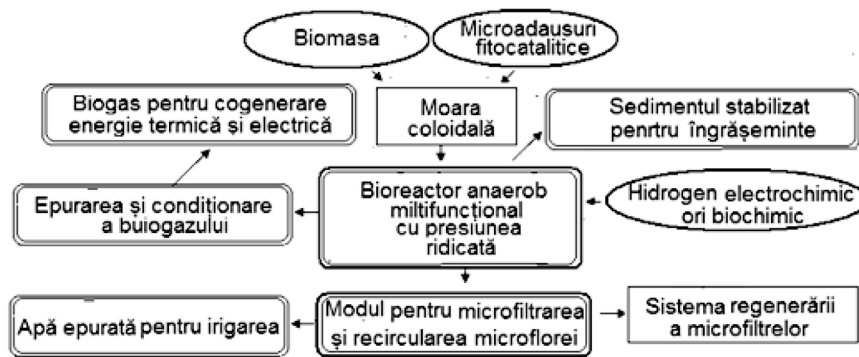 Biomasa
Microadausuri
fitocatalitice
Biogas pentru cogenerare
energie termică și electrică
Moara
coloidală
Sedimentul stabilizat
penrtru îngrășeminte
Epurarea și condiționare
a buiogazului
Bioreactor anaerob
miltifuncțional
cu presiunea
ridicată
Hidrogen electrochimic
ori biochimic
Apă epurată pentru irigarea
Modul pentru microfiltrarea
și recircularea microflorei
Sistema regenerării
a microfiltrelor